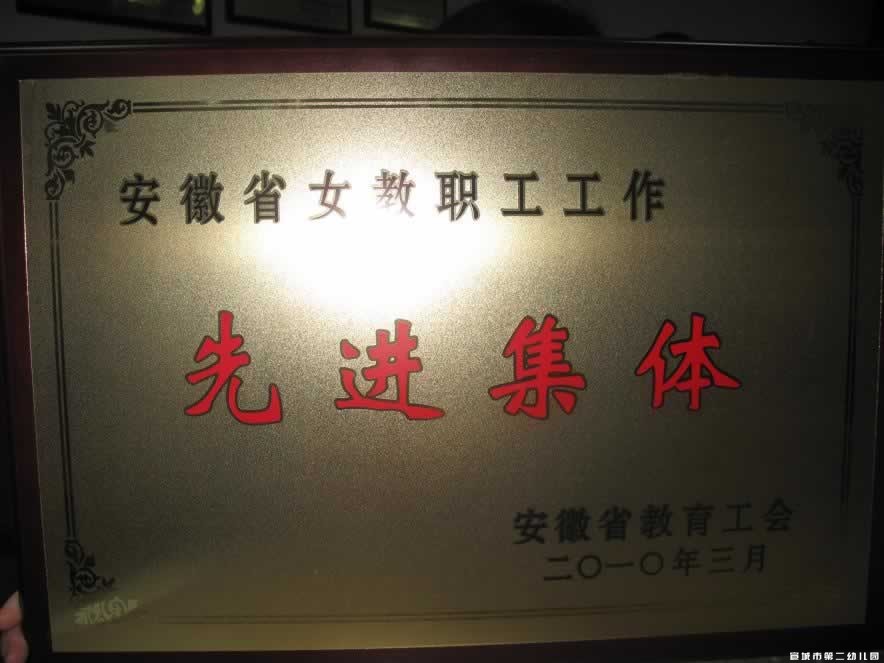 安徽省女教职工工作
先进集体
安徽省教育工会
二〇一〇年三月
宣城市第二幼儿园